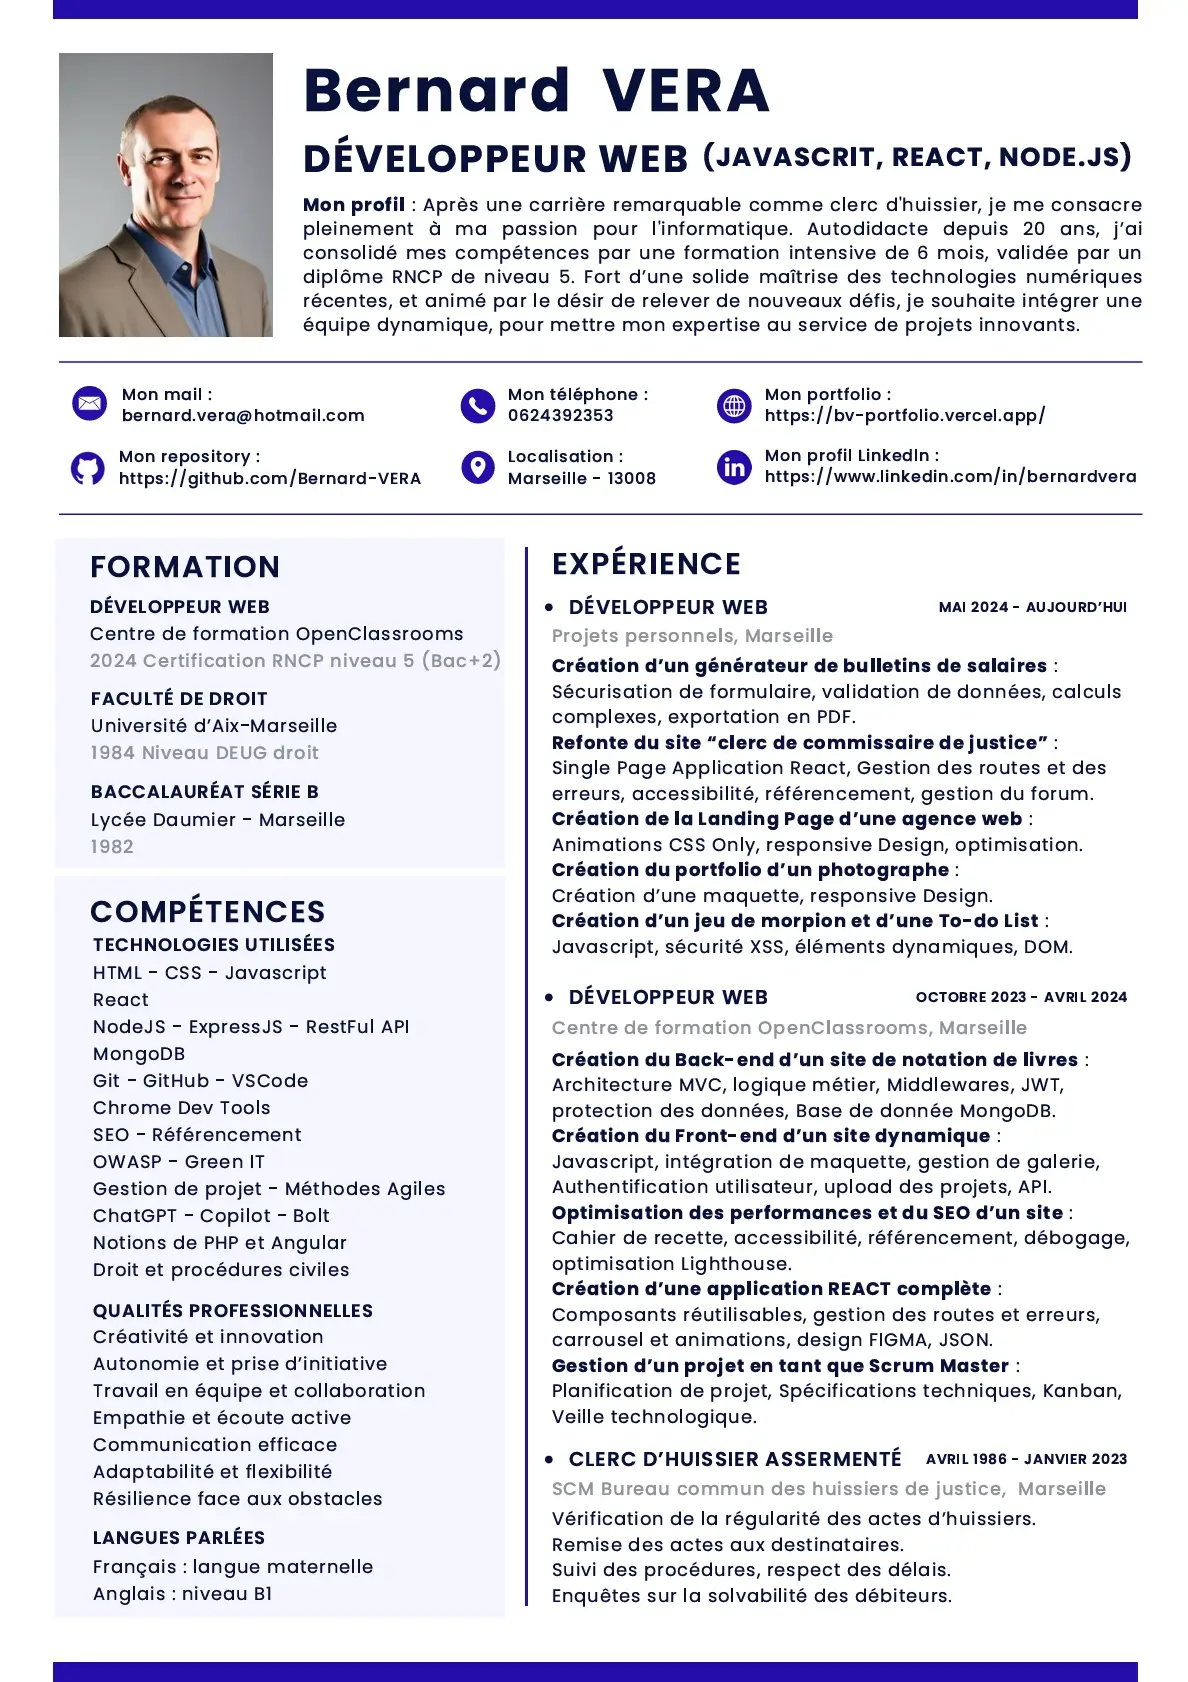 Bernard VERA
DÉVELOPPEUR WEB (JAVASCRIT, REACT, NODE.JS)
Mon profil : Après une carrière remarquable comme clerc d'huissier, je me consacre
pleinement à ma passion pour l'informatique. Autodidacte depuis 20 ans, j’ai
consolidé mes compétences par une formation intensive de 6 mois, validée par un
diplôme RNCP de niveau 5. Fort d’une solide maîtrise des technologies numériques
récentes, et animé par le désir de relever de nouveaux défis, je souhaite intégrer une
équipe dynamique, pour mettre mon expertise au service de projets innovants.
Mon mail :
bernard.vera@hotmail.com
Mon téléphone :
0624392353
Mon portfolio :
https://bv-portfolio.vercel.app/
Mon repository :
https://github.com/Bernard-VERA
Localisation :
Marseille - 13008
Mon profil LinkedIn :
https://www.linkedin.com/in/bernardvera
FORMATION
DÉVELOPPEUR WEB
Centre de formation OpenClassrooms
2024 Certification RNCP niveau 5 (Bac+2)
FACULTÉ DE DROIT
Université d’Aix-Marseille
1984 Niveau DEUG droit
BACCALAURÉAT SÉRIE B
Lycée Daumier - Marseille
1982
COMPÉTENCES
TECHNOLOGIES UTILISÉES
HTML - CSS - Javascript
React
NodeJS - ExpressJS - RestFul API
MongoDB
Git - GitHub - VSCode
Chrome Dev Tools
SEO - Référencement
OWASP - Green IT
Gestion de projet - Méthodes Agiles
ChatGPT - Copilot - Bolt
Notions de PHP et Angular
Droit et procédures civiles
QUALITÉS PROFESSIONNELLES
Créativité et innovation
Autonomie et prise d’initiative
Travail en équipe et collaboration
Empathie et écoute active
Communication efficace
Adaptabilité et flexibilité
Résilience face aux obstacles
LANGUES PARLÉES
Français : langue maternelle
Anglais : niveau B1
EXPÉRIENCE
• DÉVELOPPEUR WEB MAI 2024 - AUJOURD’HUI
Projets personnels, Marseille
Création d’un générateur de bulletins de salaires :
Sécurisation de formulaire, validation de données, calculs
complexes, exportation en PDF.
Refonte du site “clerc de commissaire de justice” :
Single Page Application React, Gestion des routes et des
erreurs, accessibilité, référencement, gestion du forum.
Création de la Landing Page d’une agence web :
Animations CSS Only, responsive Design, optimisation.
Création du portfolio d’un photographe :
Création d’une maquette, responsive Design.
Création d’un jeu de morpion et d’une To-do List :
Javascript, sécurité XSS, éléments dynamiques, DOM.
• DÉVELOPPEUR WEB OCTOBRE 2023 - AVRIL 2024
Centre de formation OpenClassrooms, Marseille
Création du Back-end d’un site de notation de livres :
Architecture MVC, logique métier, Middlewares, JWT,
protection des données, Base de donnée MongoDB.
Création du Front-end d’un site dynamique :
Javascript, intégration de maquette, gestion de galerie,
Authentification utilisateur, upload des projets, API.
Optimisation des performances et du SEO d’un site :
Cahier de recette, accessibilité, référencement, débogage,
optimisation Lighthouse.
Création d’une application REACT complète :
Composants réutilisables, gestion des routes et erreurs,
carrousel et animations, design FIGMA, JSON.
Gestion d’un projet en tant que Scrum Master :
Planification de projet, Spécifications techniques, Kanban,
Veille technologique.
• CLERC D’HUISSIER ASSERMENTÉ AVRIL 1986 - JANVIER 2023
SCM Bureau commun des huissiers de justice, Marseille
Vérification de la régularité des actes d’huissiers.
Remise des actes aux destinataires.
Suivi des procédures, respect des délais.
Enquêtes sur la solvabilité des débiteurs.